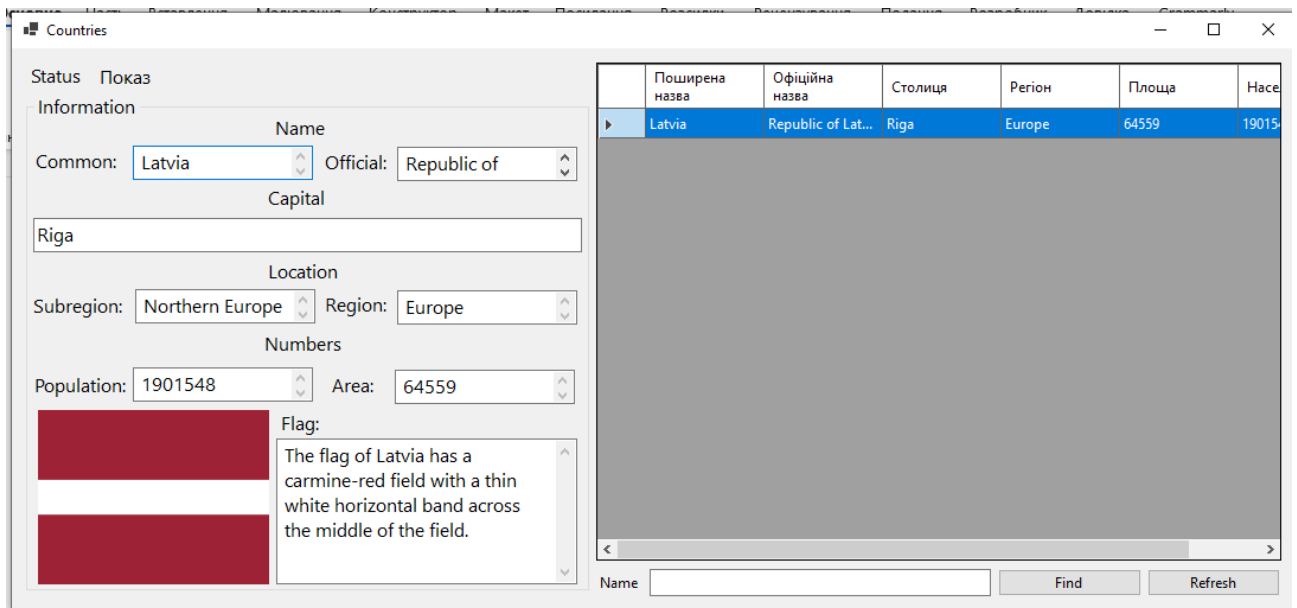 Countries
Status Показ
Information
Name
Common: Latvia Official: Republic of
Capital
Riga
Location
Subregion: Northern Europe Region: Europe
Numbers
Population: 1901548 Area: 64559
Flag:
The flag of Latvia has a
carmine-red field with a thin
white horizontal band across
the middle of the field.
Поширена назва Офіційна назва Столиця Регіон Площа
Latvia Republic of Lat... Riga Europe 64559
Name Find Refresh